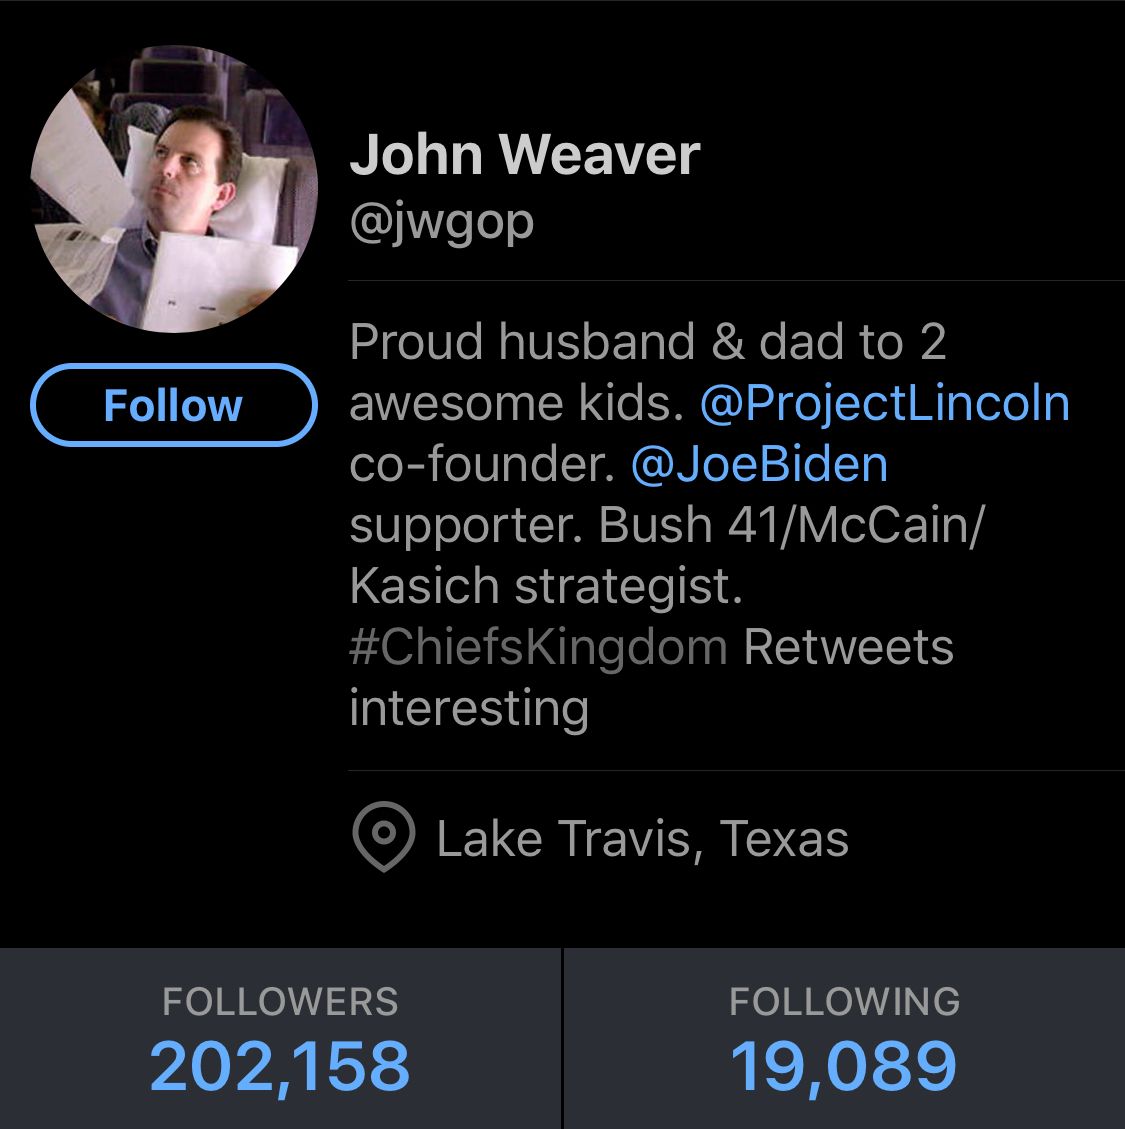 John Weaver
@jwgop
Follow
Proud husband & dad to 2
awesome kids. @ProjectLincoln
co-founder. @JoeBiden
supporter. Bush 41/McCain/
Kasich strategist.
#ChiefsKingdom Retweets
interesting
Lake Travis, Texas
FOLLOWERS
202,158
FOLLOWING
19,089